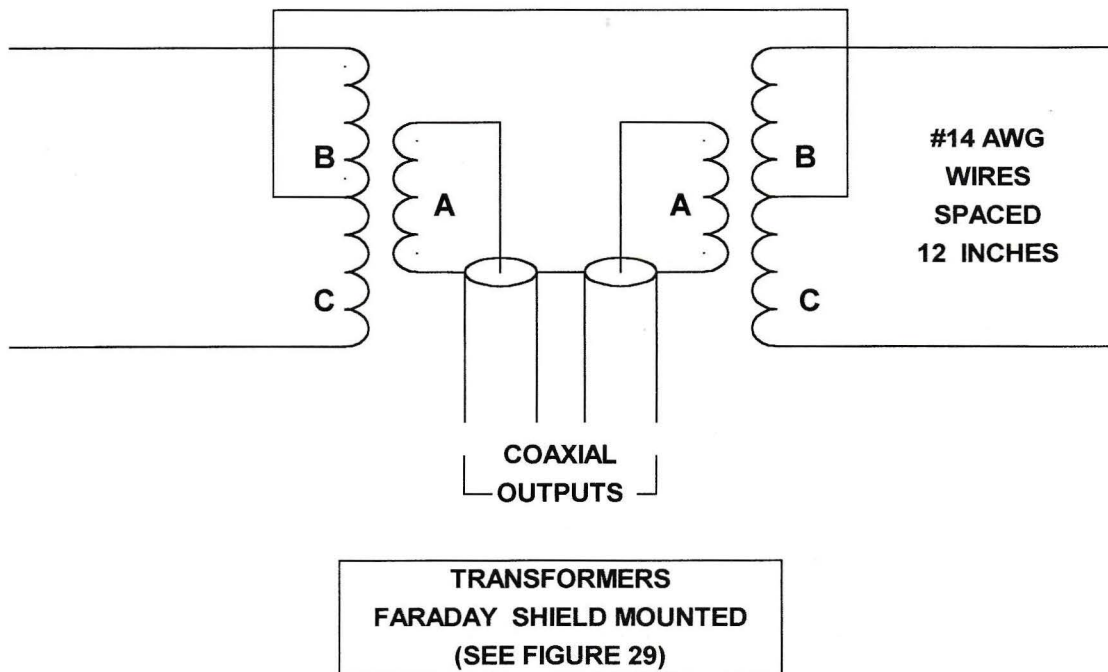 B
A
C
A
B
C
#14 AWG
WIRES
SPACED
12 INCHES
COAXIAL
OUTPUTS
TRANSFORMERS
FARADAY SHIELD MOUNTED
(SEE FIGURE 29)